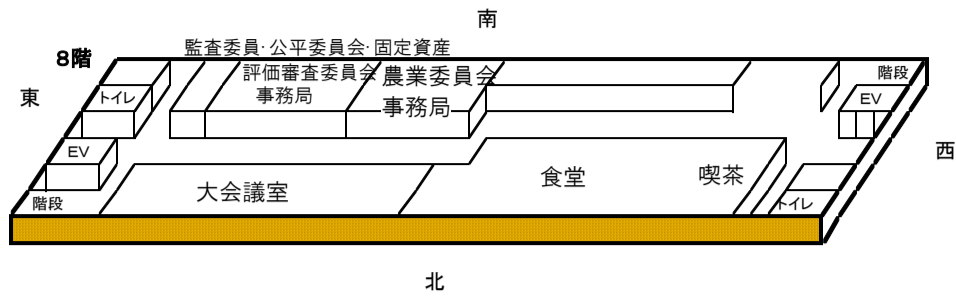 南
8階
監査委員・公平委員会・固定資産
評価審査委員会
事務局
農業委員会
事務局
階段
東
トイレ
EV
EV
西
大会議室
食堂
喫茶
階段
トイレ
北